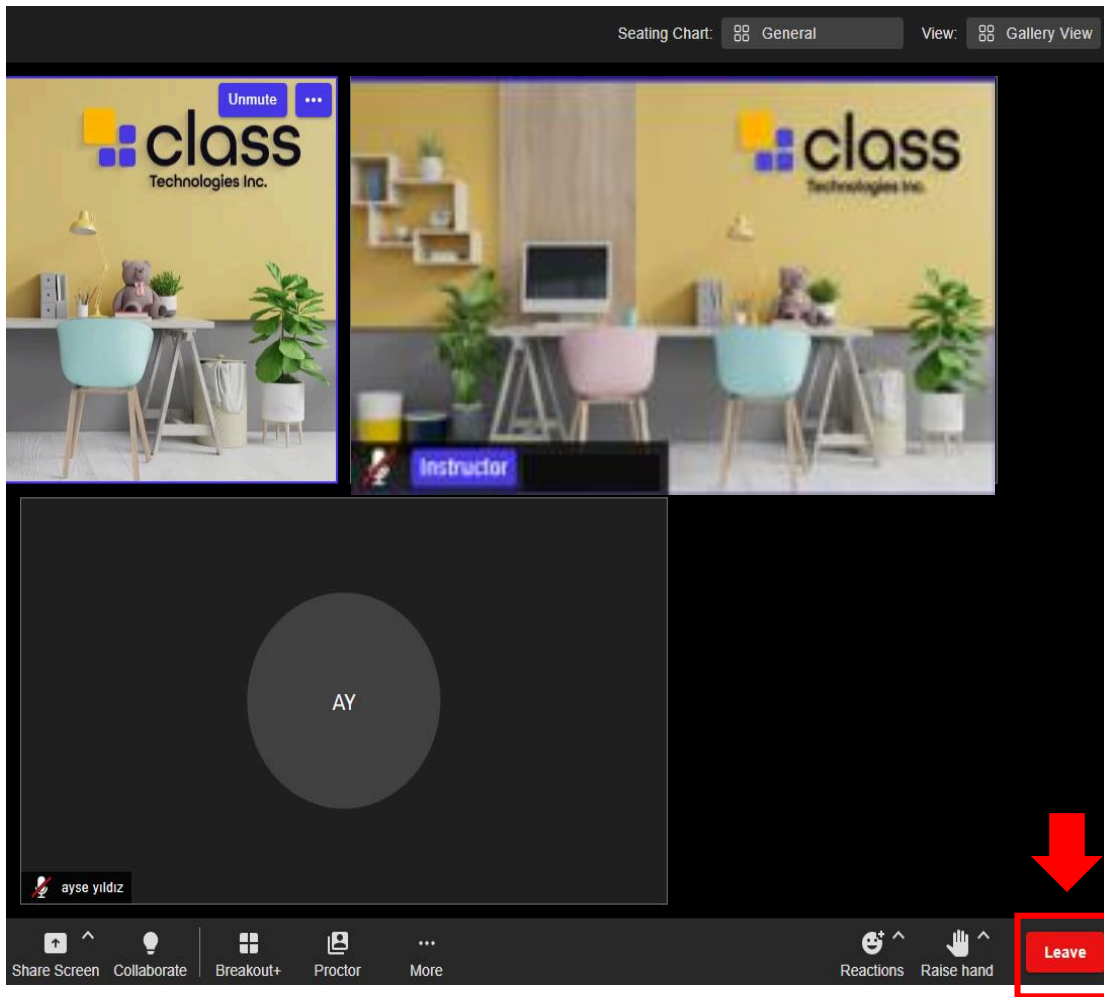 Seating Chart: General View: Gallery View
Unmute ...
class
Technologies Inc.
class
Technologies Inc.
Instructor
AY
ayse yıldız
Share Screen Collaborate Breakout+ Proctor More Reactions Raise hand Leave